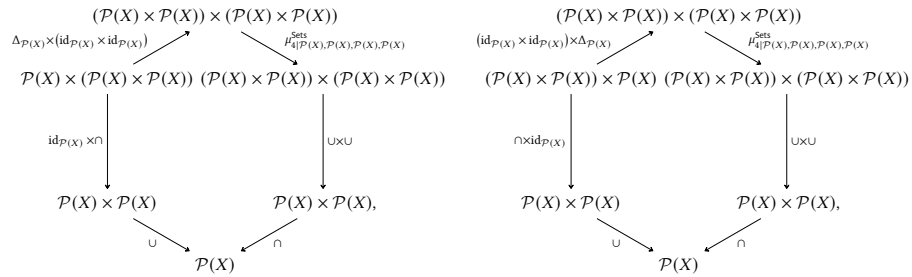 (𝒫(X) × 𝒫(X)) × (𝒫(X) × 𝒫(X))
Δ_{𝒫(X)}×(id_{𝒫(X)} × id_{𝒫(X)})
μ^{Sets}_{4|𝒫(X),𝒫(X),𝒫(X),𝒫(X)}
𝒫(X) × (𝒫(X) × 𝒫(X)) (𝒫(X) × 𝒫(X)) × (𝒫(X) × 𝒫(X))
id_{𝒫(X)} ×∩
∪×∪
𝒫(X) × 𝒫(X)
𝒫(X) × 𝒫(X),
∪
∩
𝒫(X)
(𝒫(X) × 𝒫(X)) × (𝒫(X) × 𝒫(X))
(id_{𝒫(X)} × id_{𝒫(X)})×Δ_{𝒫(X)}
μ^{Sets}_{4|𝒫(X),𝒫(X),𝒫(X),𝒫(X)}
(𝒫(X) × 𝒫(X)) × 𝒫(X) (𝒫(X) × 𝒫(X)) × (𝒫(X) × 𝒫(X))
∩×id_{𝒫(X)}
∪×∪
𝒫(X) × 𝒫(X)
𝒫(X) × 𝒫(X),
∪
∩
𝒫(X)